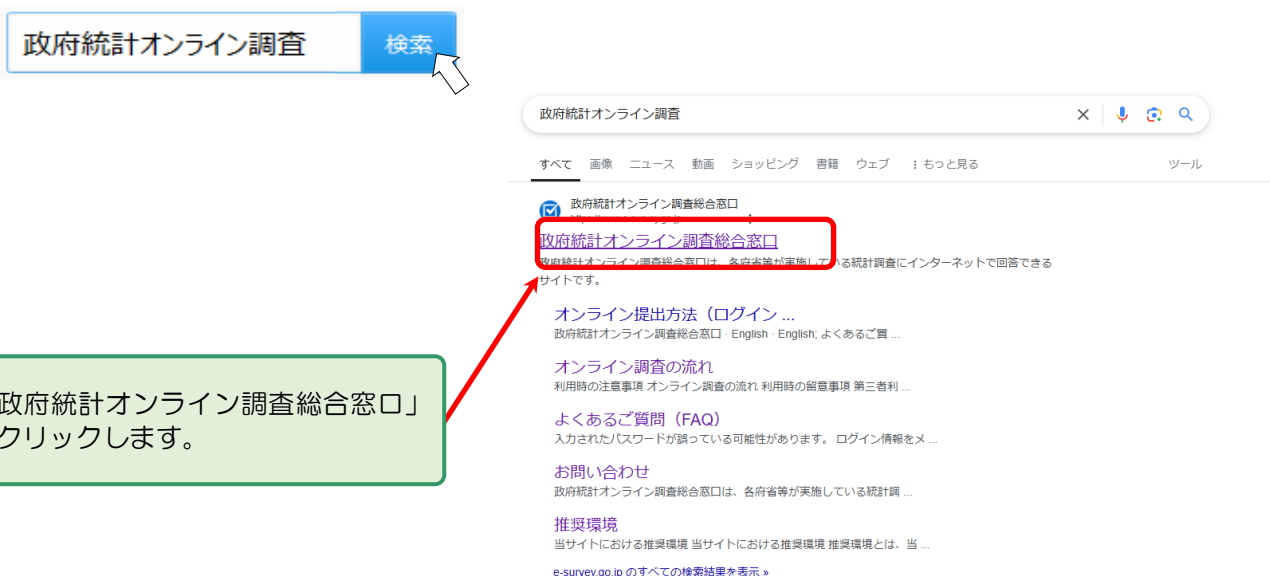 政府統計オンライン調査 検索
政府統計オンライン調査
すべて 画像 ニュース 動画 ショッピング 書籍 ウェブ もっと見る ツール
政府統計オンライン調査総合窓口
政府統計オンライン調査総合窓口
政府統計オンライン調査総合窓口は、各府省等が実施している統計調査にインターネットで回答できる
サイトです。
オンライン提出方法（ログイン ...
政府統計オンライン調査総合窓口 · English · English; よくあるご質 ...
オンライン調査の流れ
利用時の注意事項 オンライン調査の流れ 利用時の留意事項 第三者利 ...
よくあるご質問（FAQ）
入力されたパスワードが誤っている可能性があります。 ログイン情報をメ ...
お問い合わせ
政府統計オンライン調査総合窓口は、各府省等が実施している統計調 ...
推奨環境
当サイトにおける推奨環境 当サイトにおける推奨環境 推奨環境とは、当 ...
e-survey.go.jp のすべての検索結果を表示 »
政府統計オンライン調査総合窓口」
クリックします。